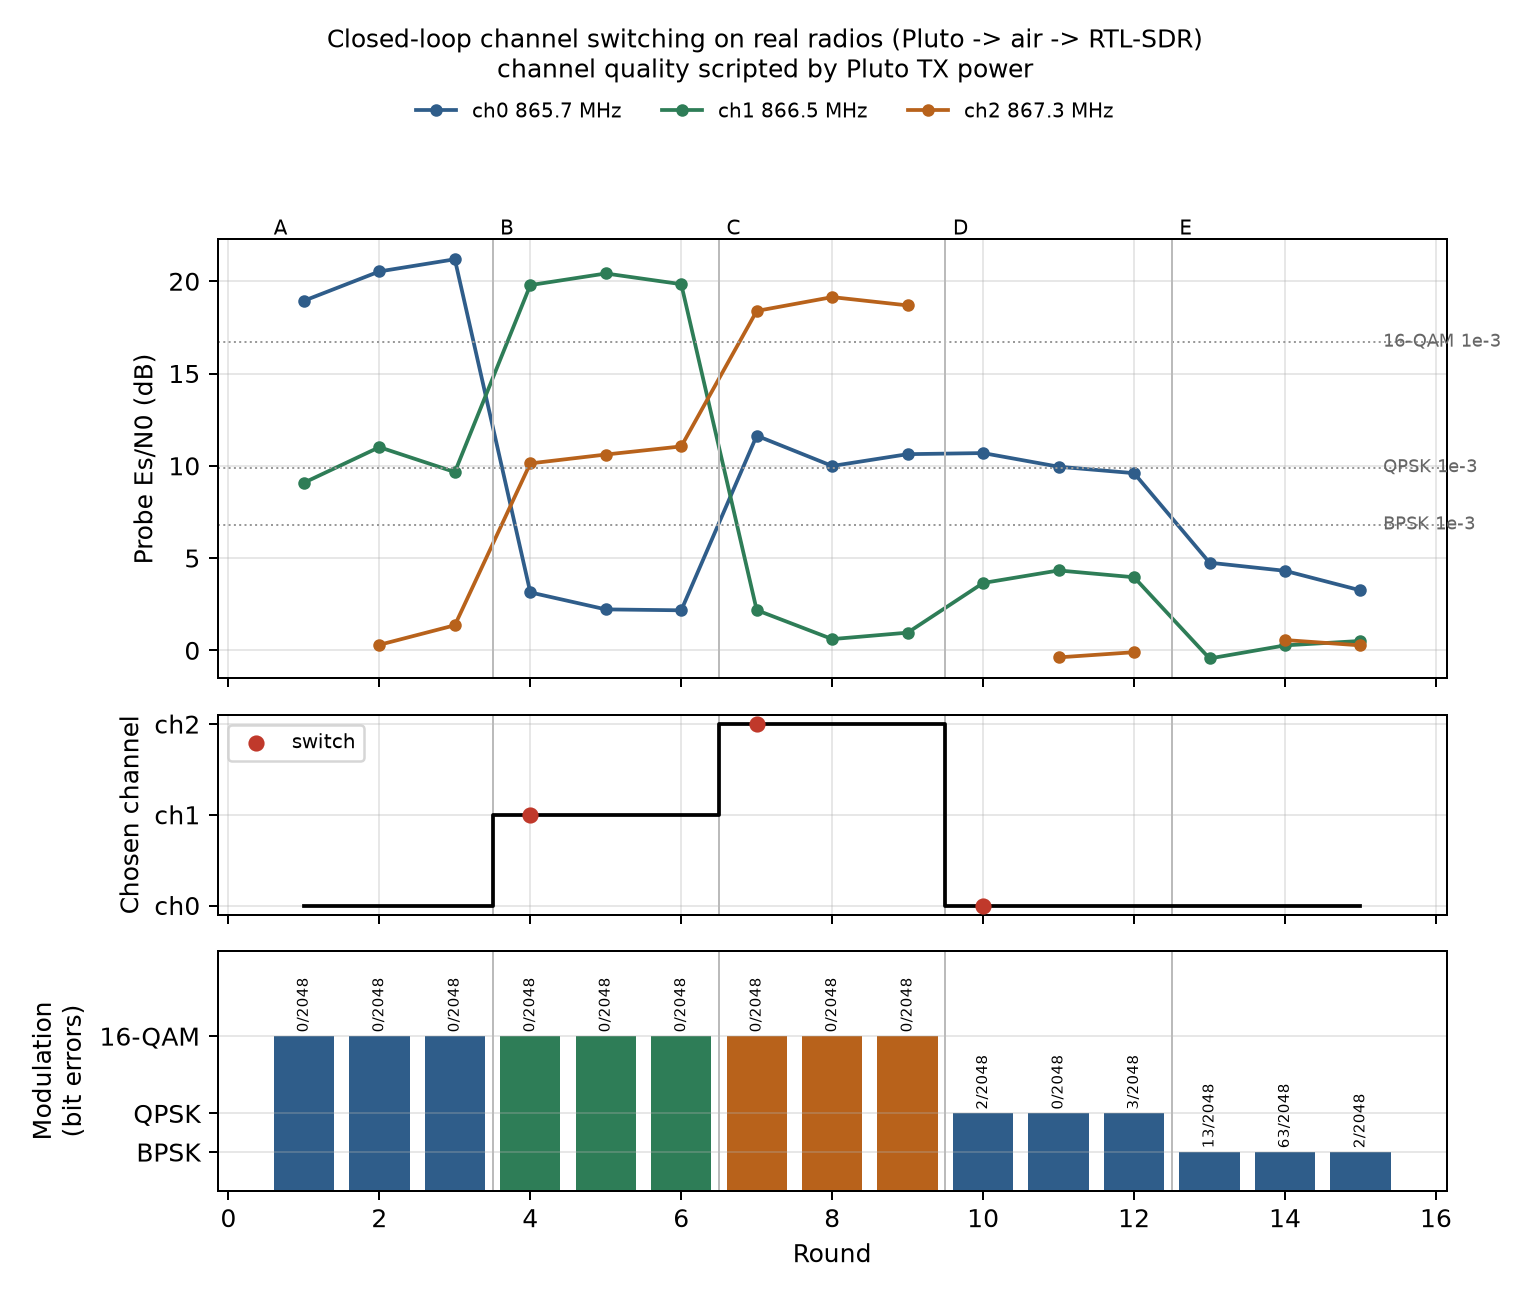 Closed-loop channel switching on real radios (Pluto -> air -> RTL-SDR)
channel quality scripted by Pluto TX power
ch0 865.7 MHz ch1 866.5 MHz ch2 867.3 MHz
A B C D E
Probe Es/N0 (dB)
20
15
10
5
0
16-QAM 1e-3
QPSK 1e-3
BPSK 1e-3
Chosen channel
ch2
ch1
ch0
switch
Modulation
(bit errors)
16-QAM
QPSK
BPSK
0/2048 0/2048 0/2048 0/2048 0/2048 0/2048 0/2048 0/2048 0/2048 2/2048 0/2048 3/2048 13/2048 63/2048 2/2048
0 2 4 6 8 10 12 14 16
Round